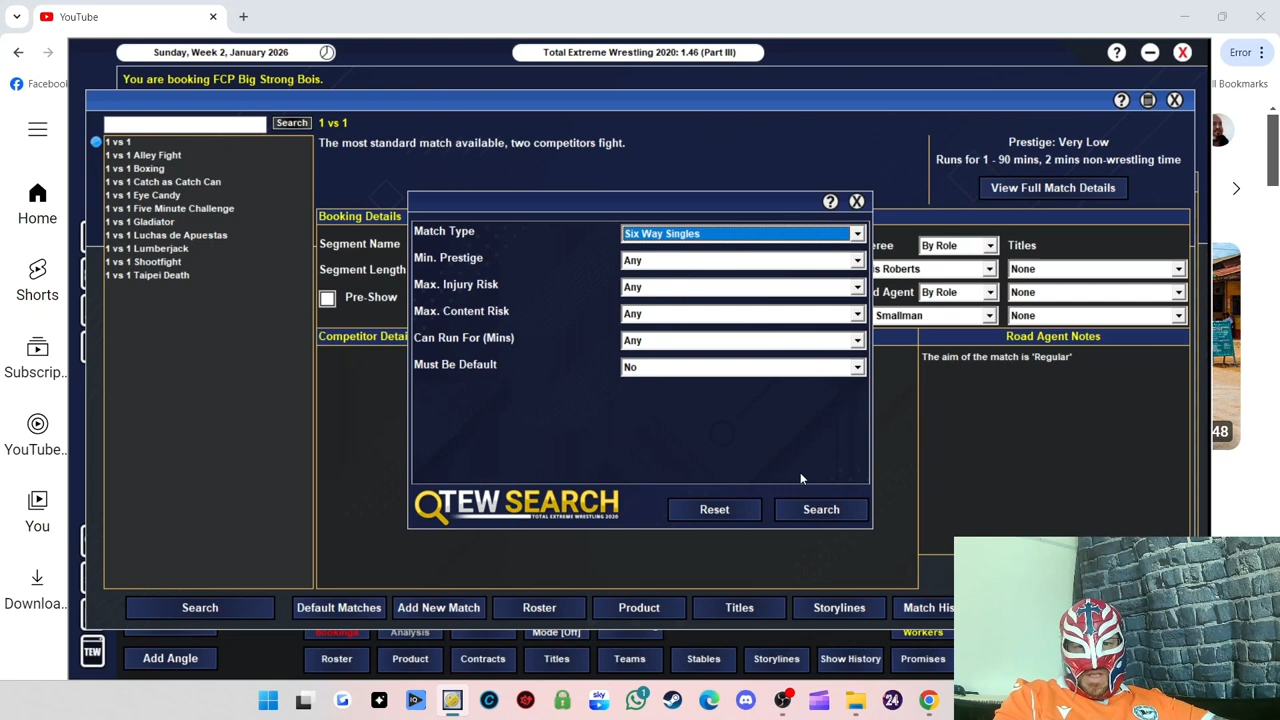 YouTube
Sunday, Week 2, January 2026
Total Extreme Wrestling 2020: 1.46 (Part III)
Error
You are booking FCP Big Strong Bois.
Facebook
ll Bookmarks
Search
1 vs 1
1 vs 1
1 vs 1 Alley Fight
1 vs 1 Boxing
1 vs 1 Catch as Catch Can
1 vs 1 Eye Candy
1 vs 1 Five Minute Challenge
1 vs 1 Gladiator
1 vs 1 Luchas de Apuestas
1 vs 1 Lumberjack
1 vs 1 Shootfight
1 vs 1 Taipei Death
The most standard match available, two competitors fight.
Prestige: Very Low
Runs for 1 - 90 mins, 2 mins non-wrestling time
View Full Match Details
Home
Shorts
Subscrip...
YouTube...
You
Downloa...
Booking Details
Segment Name
Segment Length
Pre-Show
Competitor Detai
Match Type
Six Way Singles
Min. Prestige
Any
Max. Injury Risk
Any
Max. Content Risk
Any
Can Run For (Mins)
Any
Must Be Default
No
TEW SEARCH
TOTAL EXTREME WRESTLING 2020
Reset
Search
eree
By Role
Titles
is Roberts
None
d Agent
By Role
None
Smallman
None
Road Agent Notes
The aim of the match is 'Regular'
48
Search
Default Matches
Add New Match
Roster
Product
Titles
Storylines
Match His
Bookings
Analysis
Mode [Off]
Workers
TEW
Add Angle
Roster
Product
Contracts
Titles
Teams
Stables
Storylines
Show History
Promises
sky
1
24